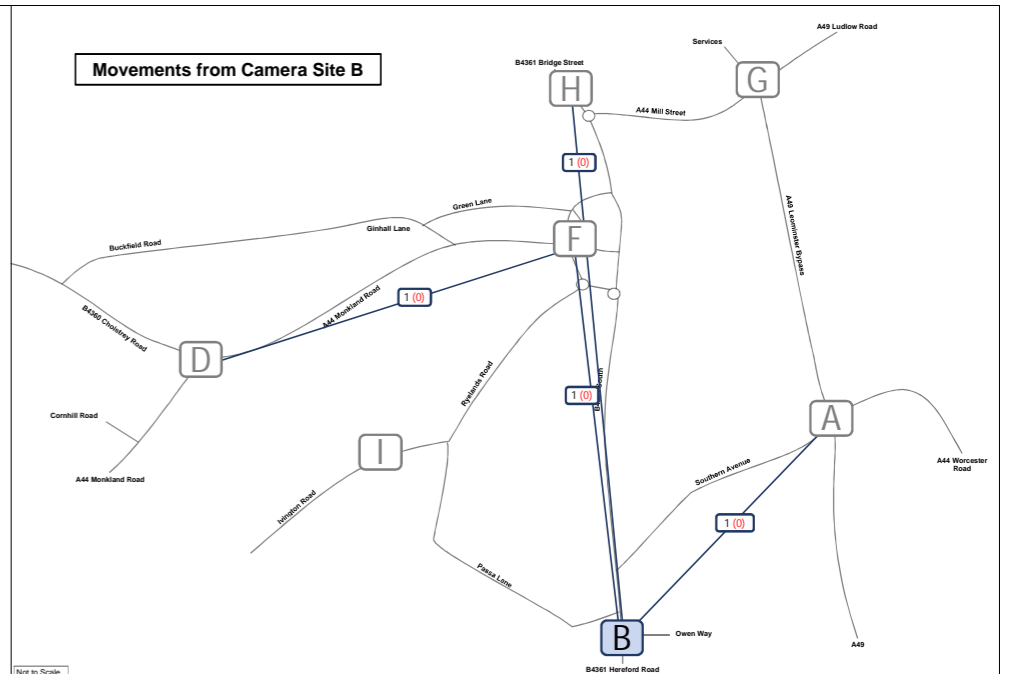 Movements from Camera Site B
A49 Ludlow Road
Services
B4361 Bridge Street
G
H
A44 Mill Street
1 (0)
A49 Leominster Bypass
Green Lane
Ginhall Lane
Buckfield Road
F
1 (0)
A44 Monkland Road
B4360 Cholstrey Road
D
Ryelands Road
1 (0)
South
Cornhill Road
A
I
A44 Monkland Road
A44 Worcester
Road
Southern Avenue
Ivington Road
1 (0)
Passa Lane
B
Owen Way
A49
B4361 Hereford Road
Not to Scale